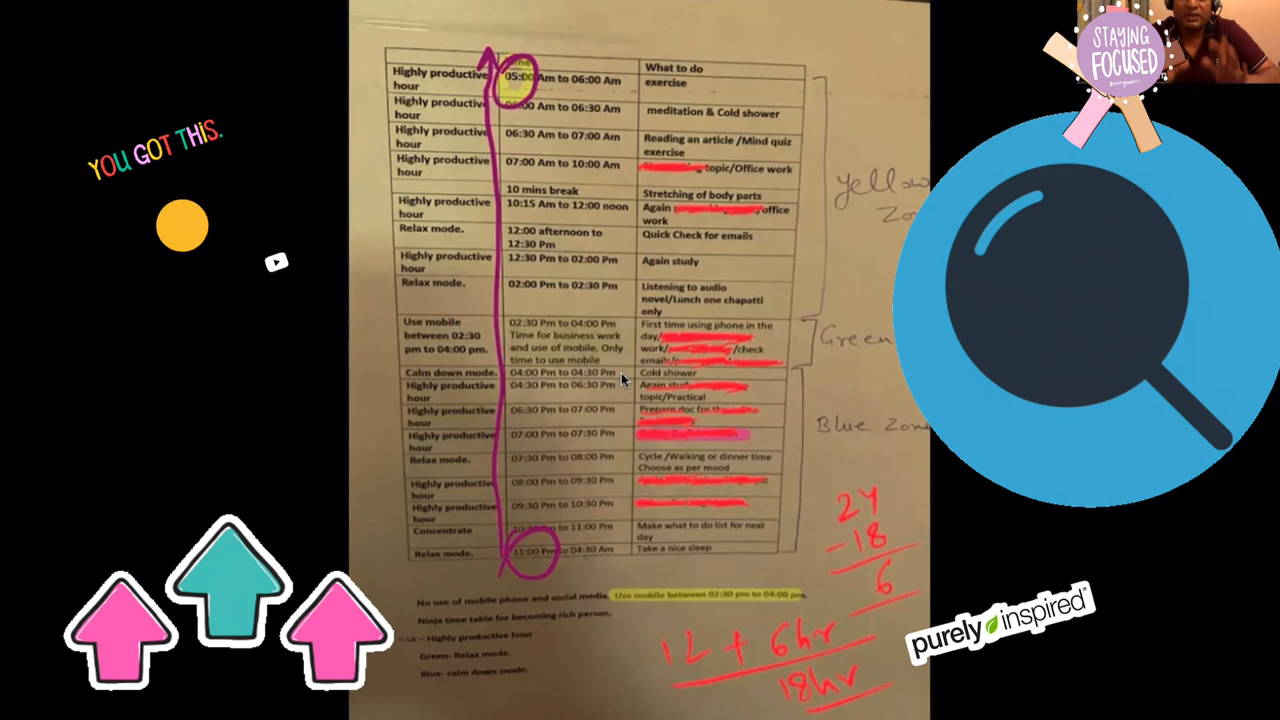 STAYING
FOCUSED
YOU GOT THIS.
What to do
Highly productive hour
05:00 Am to 06:00 Am
exercise
Highly productive hour
Am to 06:30 Am
meditation & Cold shower
Highly productive hour
06:30 Am to 07:00 Am
Reading an article /Mind quiz exercise
Highly productive hour
07:00 Am to 10:00 Am
topic/Office work
10 mins break
Stretching of body parts
Highly productive hour
10:15 Am to 12:00 noon
Again /office work
Relax mode.
12:00 afternoon to 12:30 Pm
Quick Check for emails
Highly productive hour
12:30 Pm to 02:00 Pm
Again study
Relax mode.
02:00 Pm to 02:30 Pm
Listening to audio novel/Lunch one chapatti only
Use mobile between 02:30 pm to 04:00 pm.
02:30 Pm to 04:00 Pm Time for business work and use of mobile. Only time to use mobile
First time using phone in the day/ work/ /check emails/
Calm down mode.
04:00 Pm to 04:30 Pm
Cold shower
Highly productive hour
04:30 Pm to 06:30 Pm
Again study topic/Practical
Highly productive hour
06:30 Pm to 07:00 Pm
Prepare doc for
Highly productive hour
07:00 Pm to 07:30 Pm
Relax mode.
07:30 Pm to 08:00 Pm
Cycle /Walking or dinner time Choose as per mood
Highly productive hour
08:00 Pm to 09:30 Pm
Highly productive hour
09:30 Pm to 10:30 Pm
Concentrate
to 11:00 Pm
Make what to do list for next day
Relax mode.
11:00 Pm to 04:30 Am
Take a nice sleep
Yellow
Green
Blue Zone
24
-18
6
12 + 6hr
18hr
No use of mobile phone and social media. Use mobile between 02:30 pm to 04:00 pm.
Ninja time table for becoming rich person.
– Highly productive hour
Green- Relax mode.
Blue- calm down mode.
purely inspired